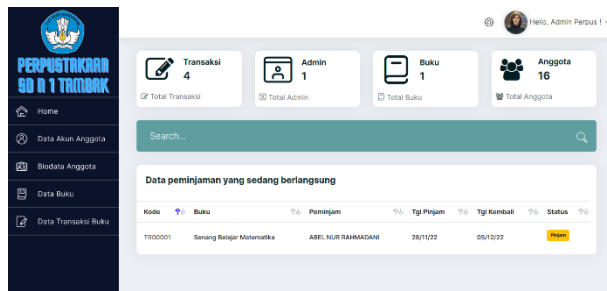 Hello, Admin Perpus !
PERPUSTAKAAN
SD N 1 TAMBAK
Home
Data Akun Anggota
Biodata Anggota
Data Buku
Data Transaksi Buku
Transaksi
4
Total Transaksi
Admin
1
Total Admin
Buku
1
Total Buku
Anggota
16
Total Anggota
Search...
Data peminjaman yang sedang berlangsung
Kode Buku Peminjam Tgl Pinjam Tgl Kembali Status
TR00001 Senang Belajar Matematika ABEL NUR RAHMADANI 28/11/22 05/12/22 Pinjam